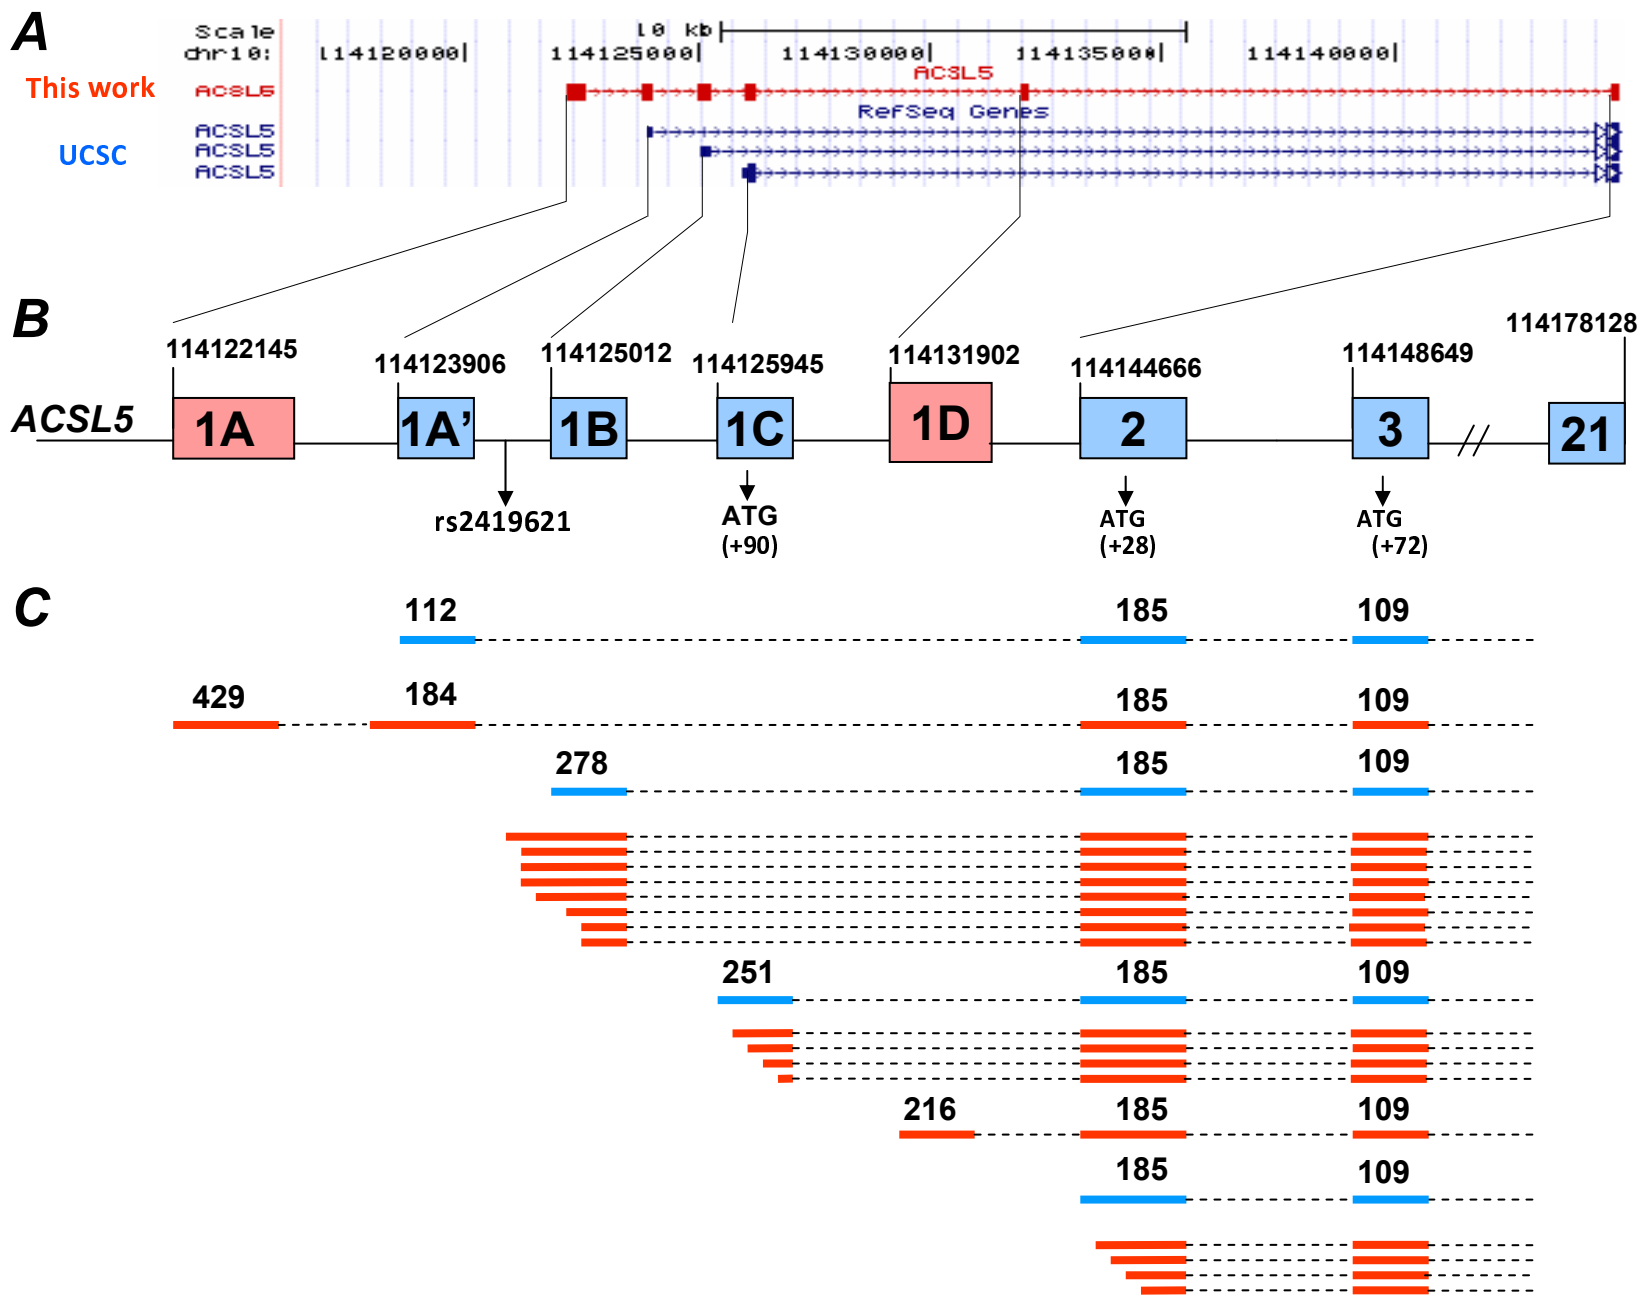 A
Scale 10 kb
chr10: 114120000| 114125000| 114130000| 114135000| 114140000|
ACSL5
This work ACSL5
RefSeq Genes
ACSL5
UCSC ACSL5
ACSL5
B
114122145 114123906 114125012 114125945 114131902 114144666 114148649 114178128
ACSL5 1A 1A’ 1B 1C 1D 2 3 // 21
rs2419621 ATG ATG ATG
(+90) (+28) (+72)
C
112 185 109
429 184 185 109
278 185 109
251 185 109
216 185 109
185 109